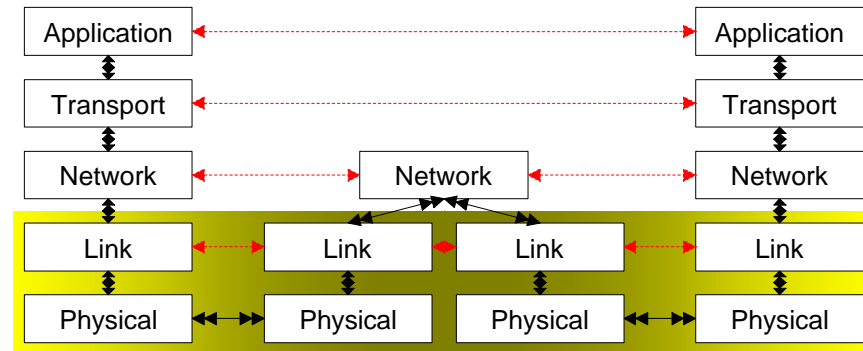 Application
Application
Transport
Transport
Network
Network
Network
Link
Link
Link
Link
Physical
Physical
Physical
Physical